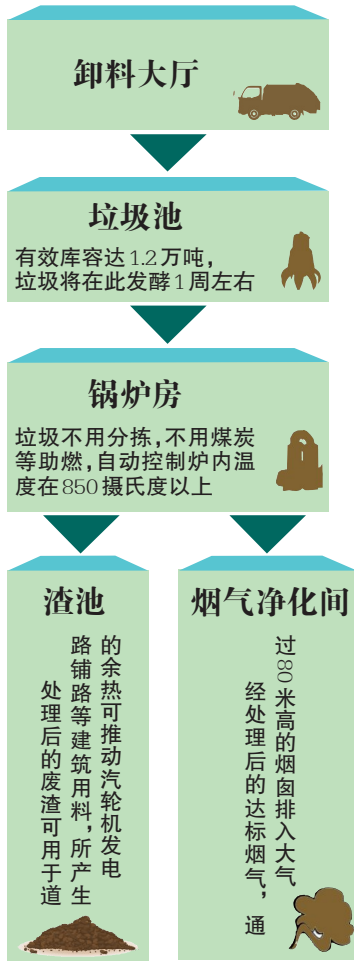 卸料大厅
垃圾池
有效库容达1.2万吨，
垃圾将在此发酵1周左右
锅炉房
垃圾不用分拣，不用煤炭
等助燃，自动控制炉内温
度在850摄氏度以上
渣池
处理后的废渣可用于道
路铺路等建筑用料，所产生
的余热可推动汽轮机发电
烟气净化间
经处理后的达标烟气，通
过80米高的烟囱排入大气